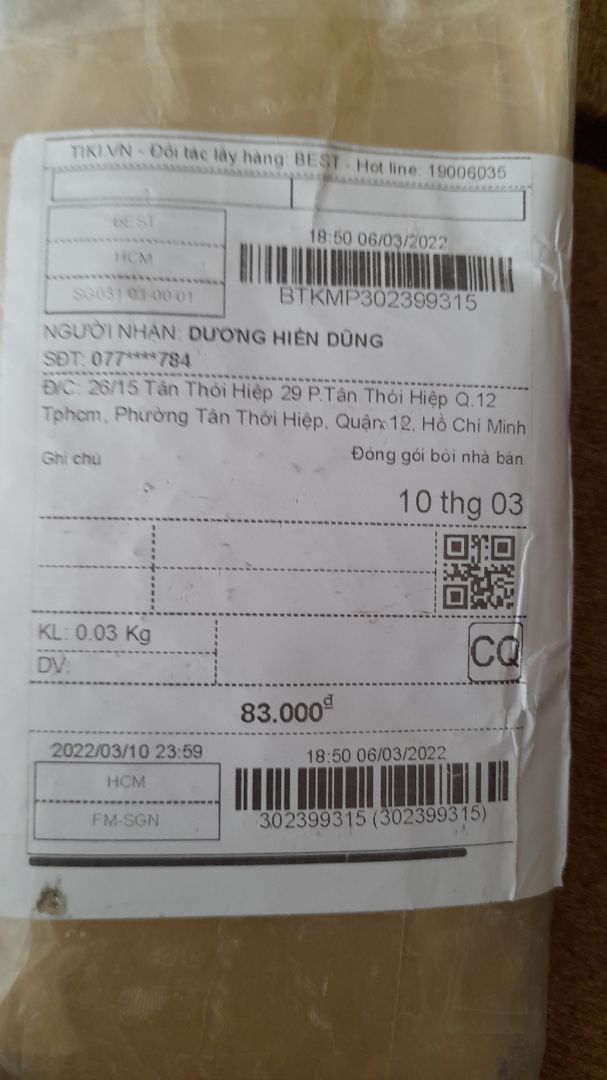 TIKI.VN - Đối tác lấy hàng: BEST - Hot line: 19006035
BEST
HCM
SG031 03-00-01
18:50 06/03/2022
BTKMP302399315
NGƯỜI NHẬN: DƯƠNG HIỂN DŨNG
SĐT: 077****784
Đ/C: 26/15 Tân Thới Hiệp 29 P.Tân Thới Hiệp Q.12
Tphcm, Phường Tân Thới Hiệp, Quận 12, Hồ Chí Minh
Ghi chú
Đóng gói bởi nhà bán
10 thg 03
KL: 0.03 Kg
CQ
DV:
83.000đ
2022/03/10 23:59
18:50 06/03/2022
HCM
FM-SGN
302399315 (302399315)